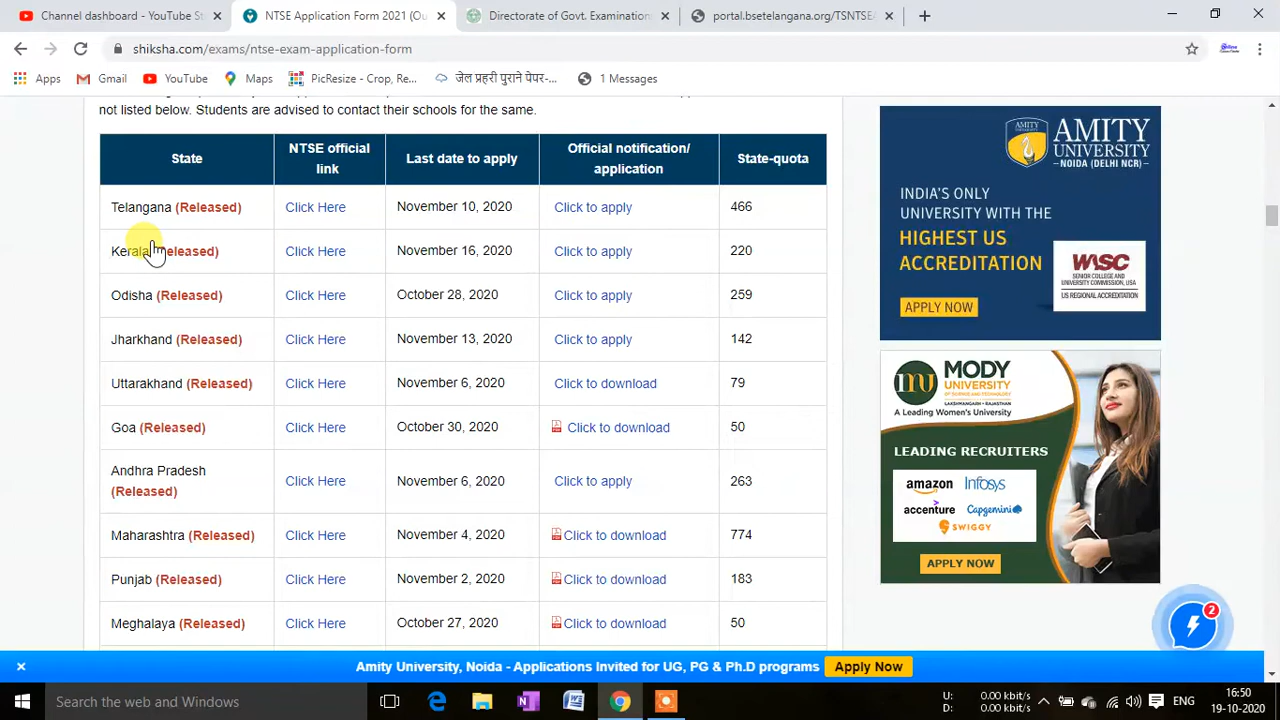 Channel dashboard - YouTube St
NTSE Application Form 2021 (Ou
Directorate of Govt. Examination
portal.bsetelangana.org/TSNTSEA
shiksha.com/exams/ntse-exam-application-form
Apps
Gmail
YouTube
Maps
PicResize - Crop, Re...
जेल प्रहरी पुराने पेपर-...
1 Messages
not listed below. Students are advised to contact their schools for the same.
State
NTSE official
link
Last date to apply
Official notification/
application
State-quota
Telangana (Released)
Click Here
November 10, 2020
Click to apply
466
Kerala (Released)
Click Here
November 16, 2020
Click to apply
220
Odisha (Released)
Click Here
October 28, 2020
Click to apply
259
Jharkhand (Released)
Click Here
November 13, 2020
Click to apply
142
Uttarakhand (Released)
Click Here
November 6, 2020
Click to download
79
Goa (Released)
Click Here
October 30, 2020
Click to download
50
Andhra Pradesh
(Released)
Click Here
November 6, 2020
Click to apply
263
Maharashtra (Released)
Click Here
November 4, 2020
Click to download
774
Punjab (Released)
Click Here
November 2, 2020
Click to download
183
Meghalaya (Released)
Click Here
October 27, 2020
Click to download
50
AMITY
UNIVERSITY
NOIDA (DELHI NCR)
INDIA'S ONLY
UNIVERSITY WITH THE
HIGHEST US
ACCREDITATION
APPLY NOW
WASC
SENIOR COLLEGE AND
UNIVERSITY COMMISSION, USA
US REGIONAL ACCREDITATION
mu
MODY
UNIVERSITY
LAKSHMANGARH - RAJASTHAN
A Leading Women's University
LEADING RECRUITERS
amazon
Infosys
accenture
Capgemini
SWIGGY
APPLY NOW
2
Amity University, Noida - Applications Invited for UG, PG & Ph.D programs
Apply Now
Search the web and Windows
U: 0.00 kbit/s
D: 0.00 kbit/s
ENG
16:50
19-10-2020